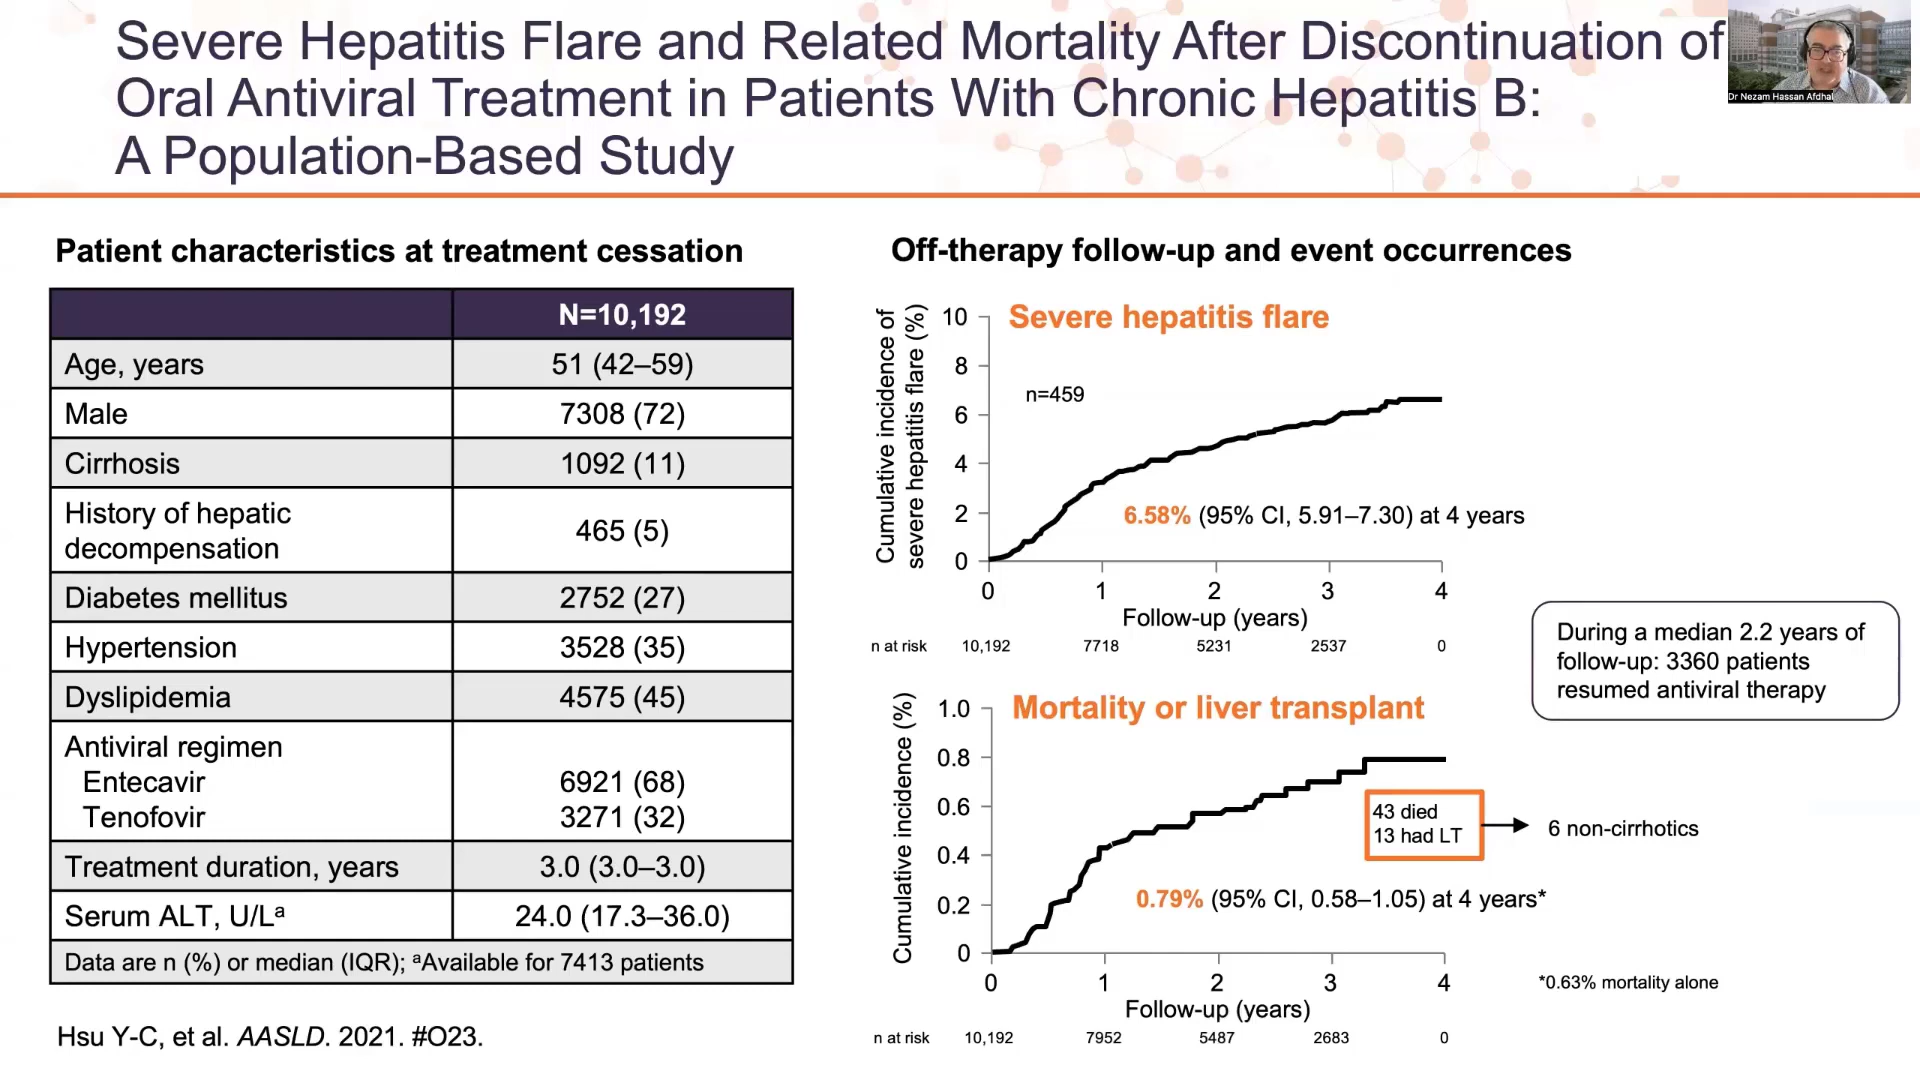 Severe Hepatitis Flare and Related Mortality After Discontinuation of
Oral Antiviral Treatment in Patients With Chronic Hepatitis B:
A Population-Based Study
Dr Nezam Hassan Afdhal
Patient characteristics at treatment cessation
N=10,192
Age, years 51 (42–59)
Male 7308 (72)
Cirrhosis 1092 (11)
History of hepatic
decompensation 465 (5)
Diabetes mellitus 2752 (27)
Hypertension 3528 (35)
Dyslipidemia 4575 (45)
Antiviral regimen
Entecavir 6921 (68)
Tenofovir 3271 (32)
Treatment duration, years 3.0 (3.0–3.0)
Serum ALT, U/Lᵃ 24.0 (17.3–36.0)
Data are n (%) or median (IQR); ᵃAvailable for 7413 patients
Hsu Y-C, et al. AASLD. 2021. #O23.
Off-therapy follow-up and event occurrences
Severe hepatitis flare
Cumulative incidence of
severe hepatitis flare (%)
10
8
6
4
2
0
n=459
6.58% (95% CI, 5.91–7.30) at 4 years
0 1 2 3 4
Follow-up (years)
n at risk 10,192 7718 5231 2537 0
During a median 2.2 years of
follow-up: 3360 patients
resumed antiviral therapy
Mortality or liver transplant
Cumulative incidence (%)
1.0
0.8
0.6
0.4
0.2
0
43 died
13 had LT
6 non-cirrhotics
0.79% (95% CI, 0.58–1.05) at 4 years*
0 1 2 3 4
*0.63% mortality alone
Follow-up (years)
n at risk 10,192 7952 5487 2683 0